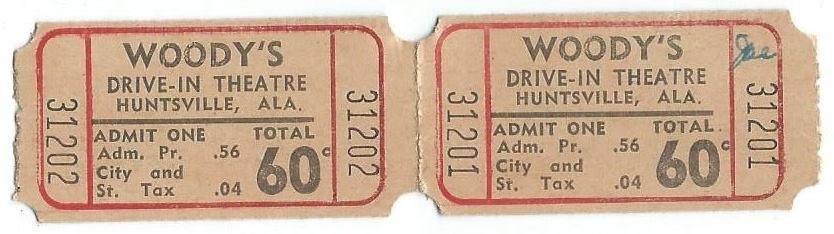 31202
WOODY'S
DRIVE-IN THEATRE
HUNTSVILLE, ALA.
ADMIT ONE TOTAL
Adm. Pr. .56
City and
St. Tax .04
60c
31202
31201
WOODY'S
DRIVE-IN THEATRE
HUNTSVILLE, ALA.
ADMIT ONE TOTAL
Adm. Pr. .56
City and
St. Tax .04
60c
Joe
31201